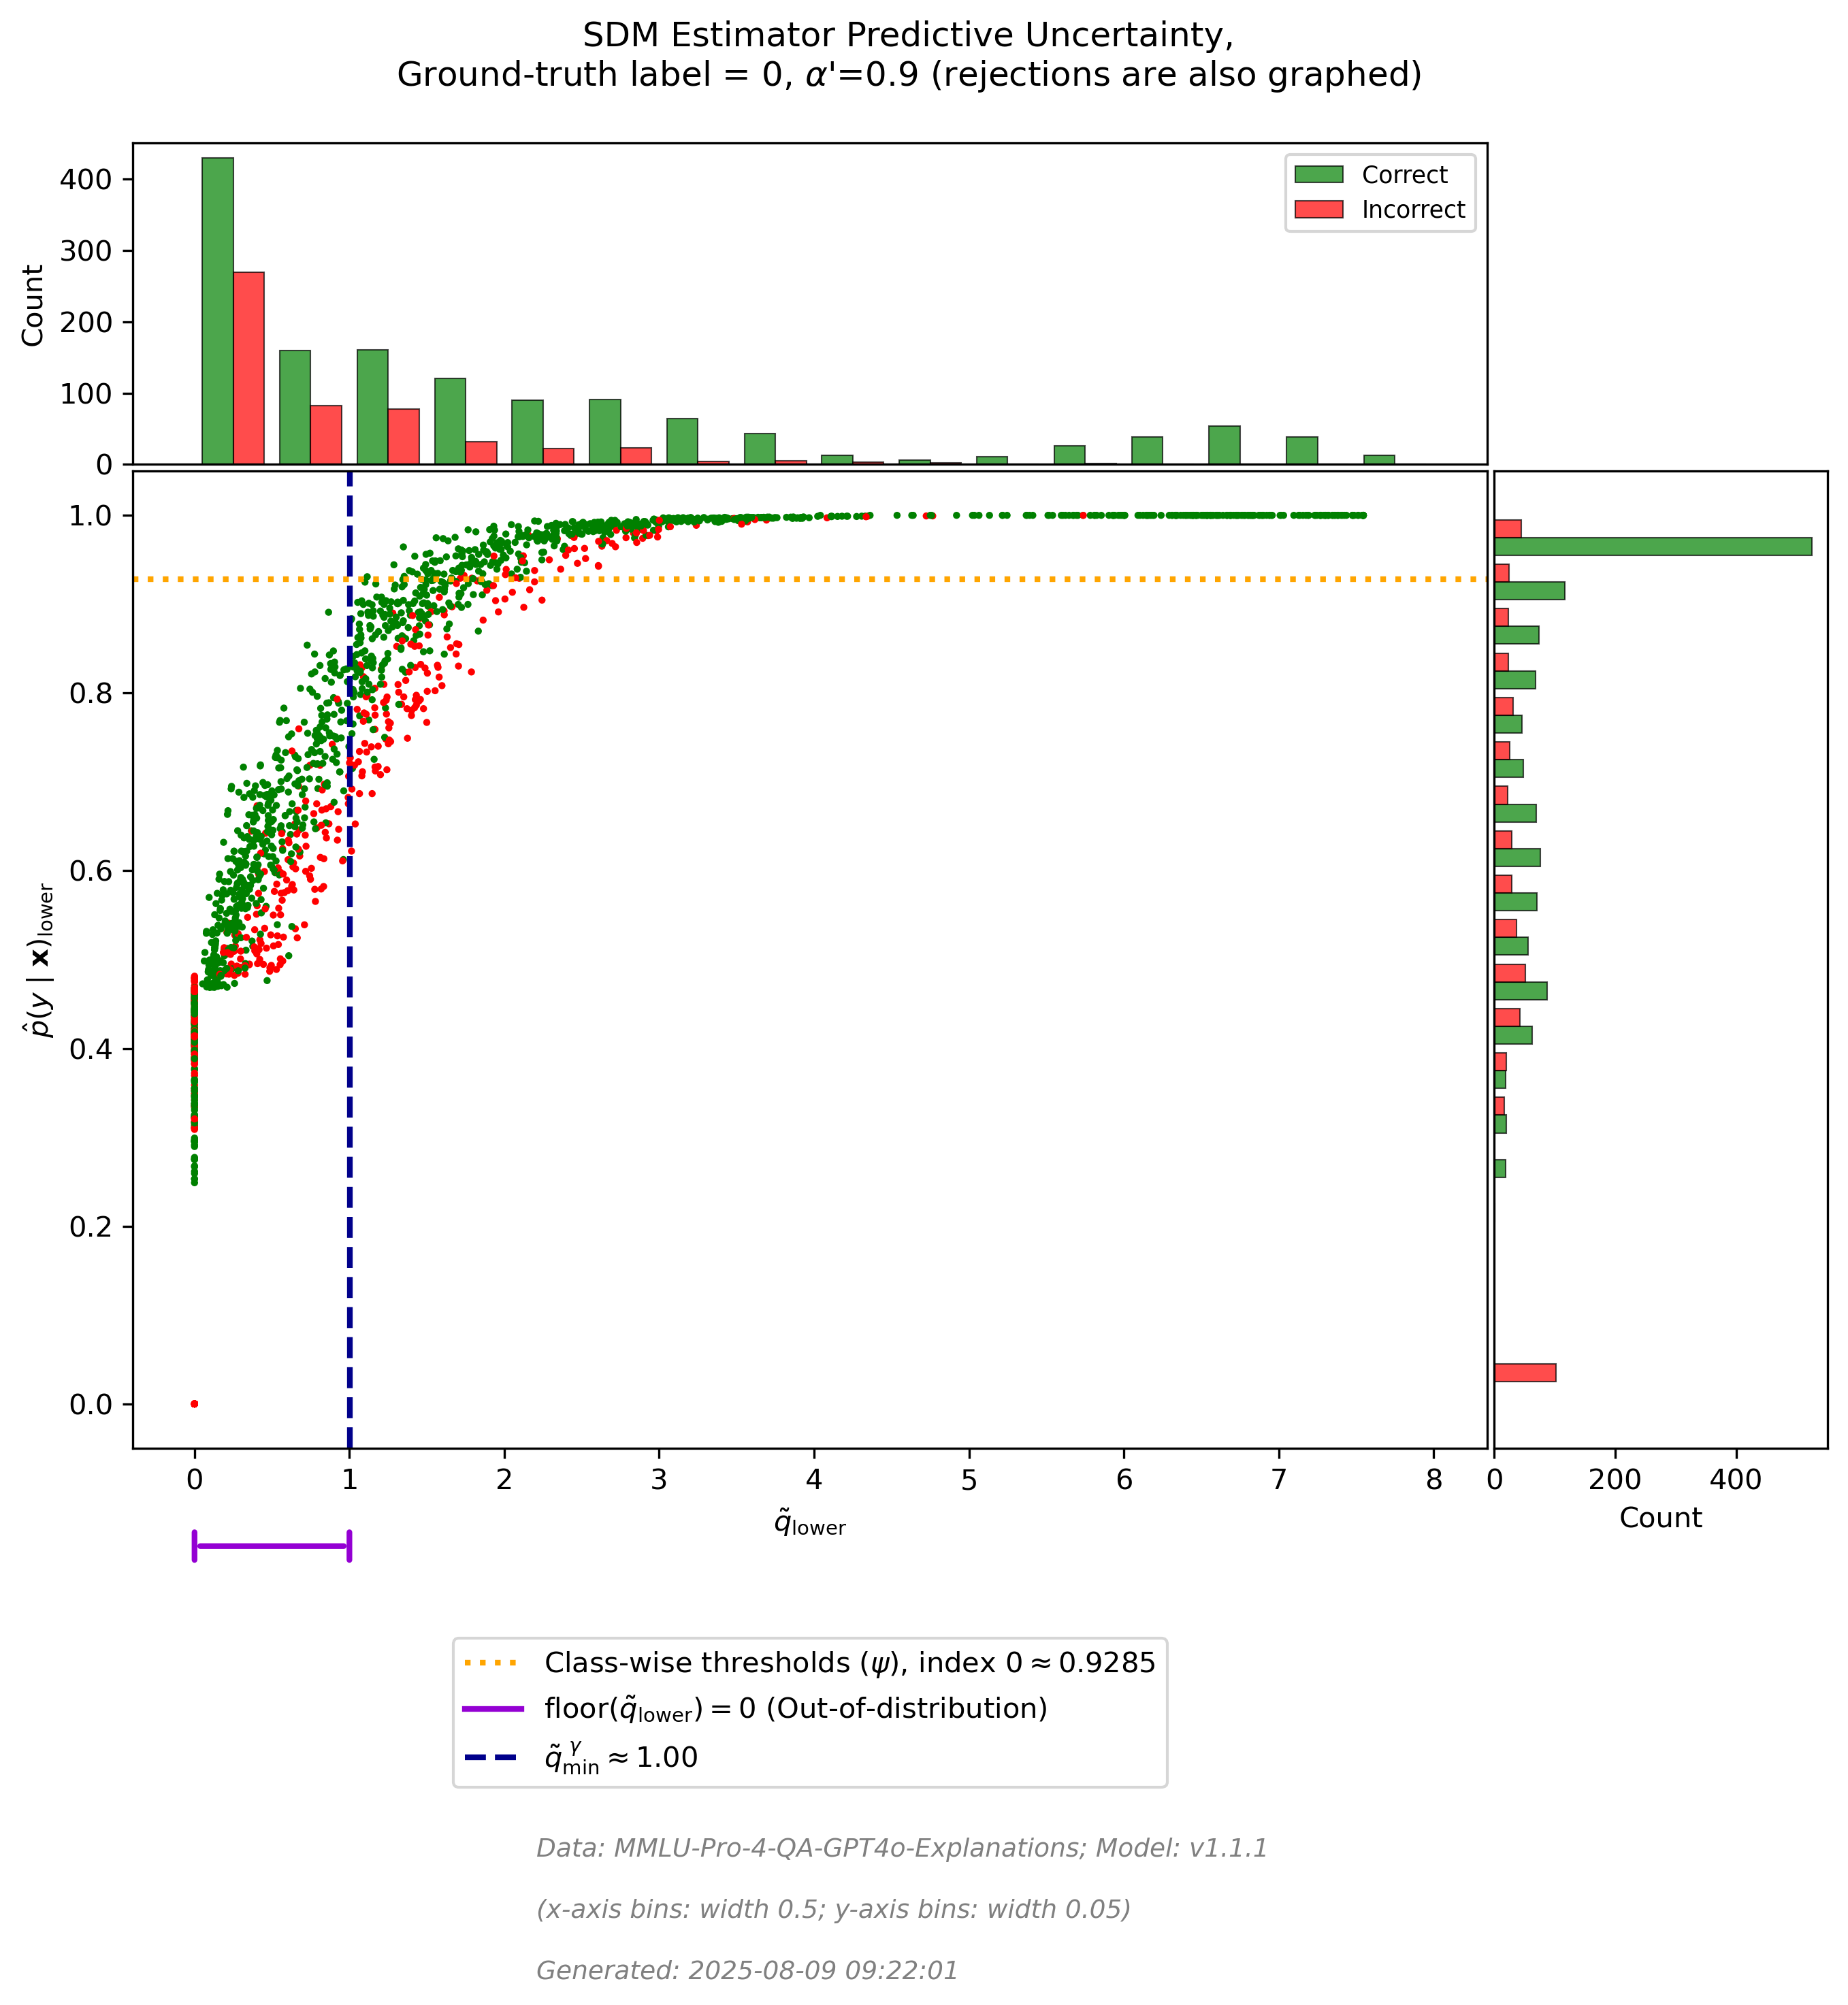 SDM Estimator Predictive Uncertainty,
Ground-truth label = 0, α'=0.9 (rejections are also graphed)
Count
400
300
200
100
0
Correct
Incorrect
p̂(y | x)lower
1.0
0.8
0.6
0.4
0.2
0.0
0 1 2 3 4 5 6 7 8
q̃lower
0 200 400
Count
Class-wise thresholds (ψ), index 0 ≈ 0.9285
floor(q̃lower) = 0 (Out-of-distribution)
q̃γmin ≈ 1.00
Data: MMLU-Pro-4-QA-GPT4o-Explanations; Model: v1.1.1
(x-axis bins: width 0.5; y-axis bins: width 0.05)
Generated: 2025-08-09 09:22:01